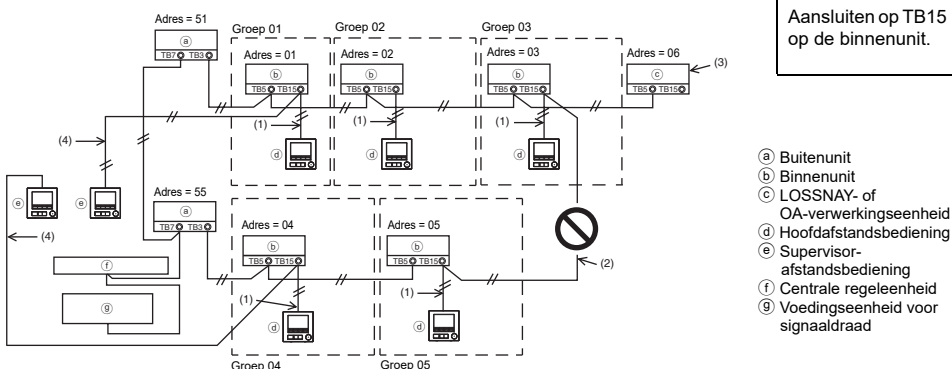 Aansluiten op TB15
op de binnenunit.
Adres = 51
ⓐ
TB7 TB3
Groep 01
Adres = 01
ⓑ
TB5 TB15
(1)
ⓓ
Groep 02
Adres = 02
ⓑ
TB5 TB15
(1)
ⓓ
Groep 03
Adres = 03
ⓑ
TB5 TB15
(1)
ⓓ
Adres = 06
ⓒ
TB5 TB15
(3)
(4)
ⓔ
ⓔ
(4)
Adres = 55
ⓐ
TB7 TB3
ⓕ
ⓖ
Adres = 04
ⓑ
TB5 TB15
(1)
ⓓ
Groep 04
Adres = 05
ⓑ
TB5 TB15
(1)
ⓓ
Groep 05
(2)
ⓐ Buitenunit
ⓑ Binnenunit
ⓒ LOSSNAY- of
OA-verwerkingseenheid
ⓓ Hoofdafstandsbediening
ⓔ Supervisor-
afstandsbediening
ⓕ Centrale regeleenheid
ⓖ Voedingseenheid voor
signaaldraad